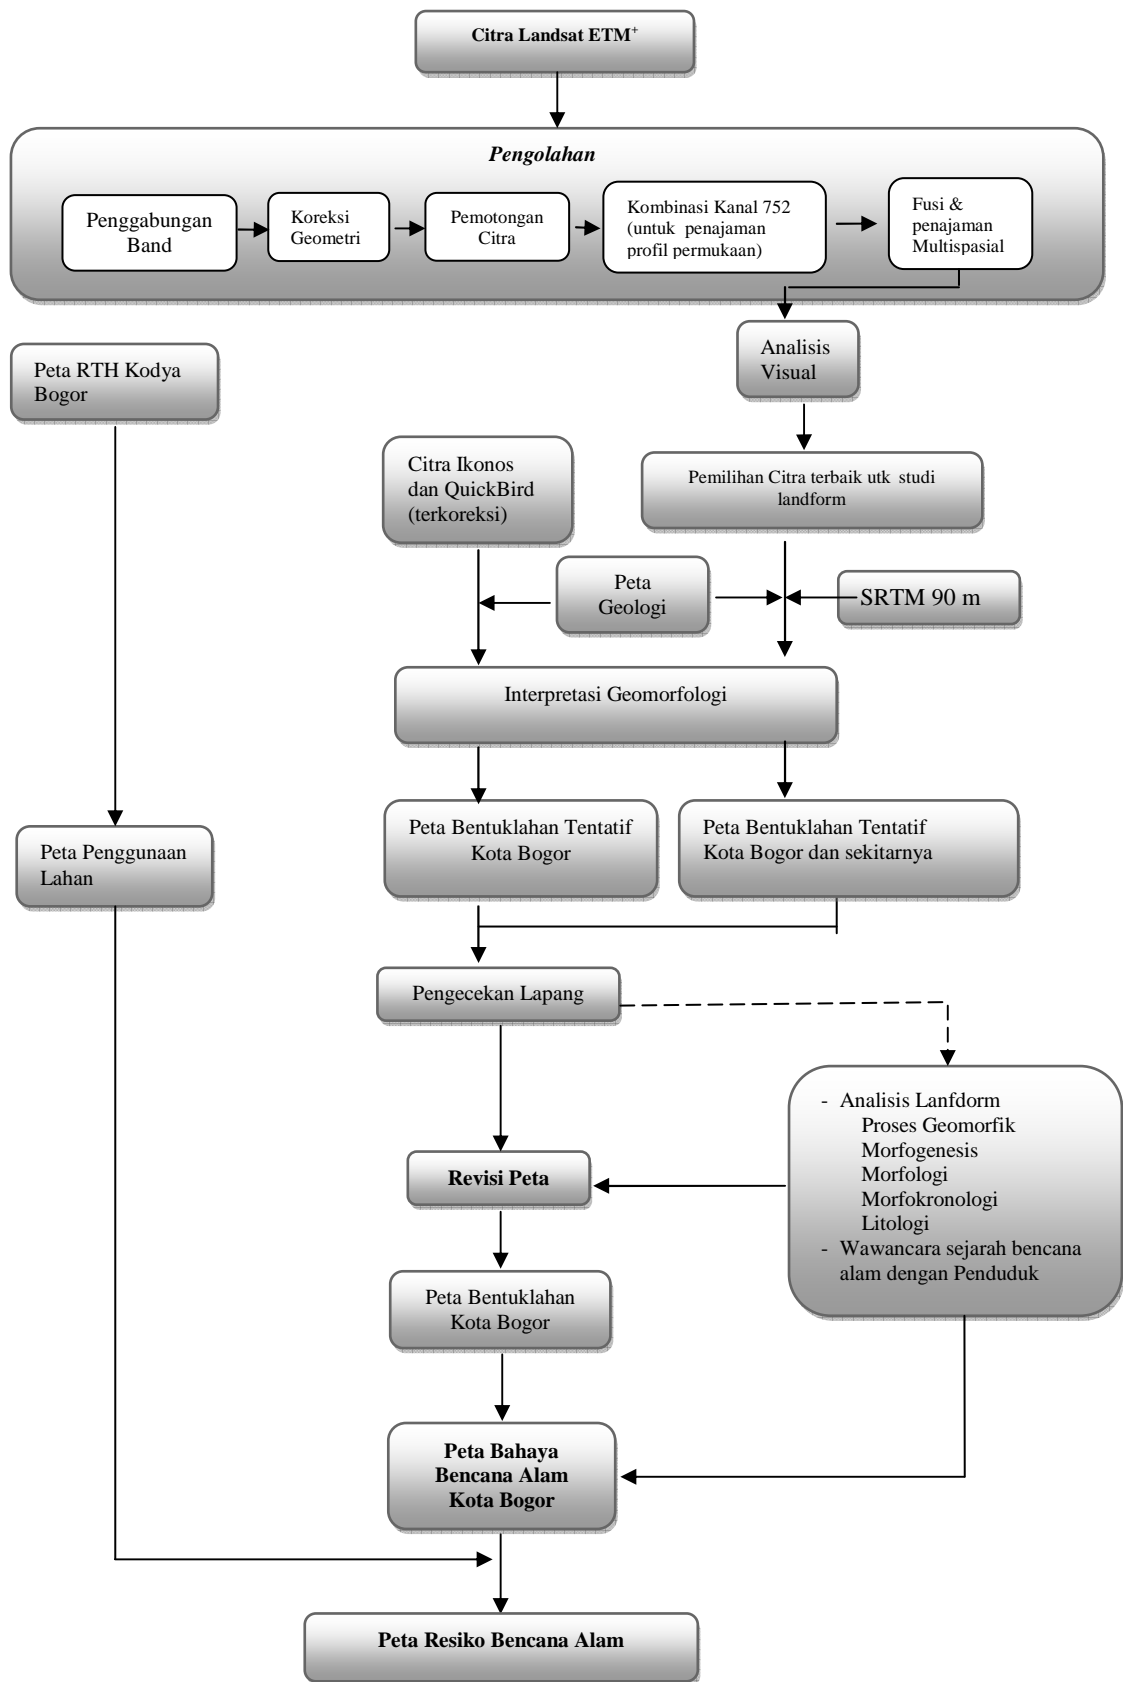 Citra Landsat ETM+
Pengolahan
Penggabungan
Band
Koreksi
Geometri
Pemotongan
Citra
Kombinasi Kanal 752
(untuk penajaman
profil permukaan)
Fusi &
penajaman
Multispasial
Analisis
Visual
Peta RTH Kodya
Bogor
Citra Ikonos
dan QuickBird
(terkoreksi)
Pemilihan Citra terbaik utk studi
landform
Peta
Geologi
SRTM 90 m
Interpretasi Geomorfologi
Peta Bentuklahan Tentatif
Kota Bogor
Peta Bentuklahan Tentatif
Kota Bogor dan sekitarnya
Peta Penggunaan
Lahan
Pengecekan Lapang
- Analisis Lanfdorm
Proses Geomorfik
Morfogenesis
Morfologi
Morfokronologi
Litologi
- Wawancara sejarah bencana
alam dengan Penduduk
Revisi Peta
Peta Bentuklahan
Kota Bogor
Peta Bahaya
Bencana Alam
Kota Bogor
Peta Resiko Bencana Alam